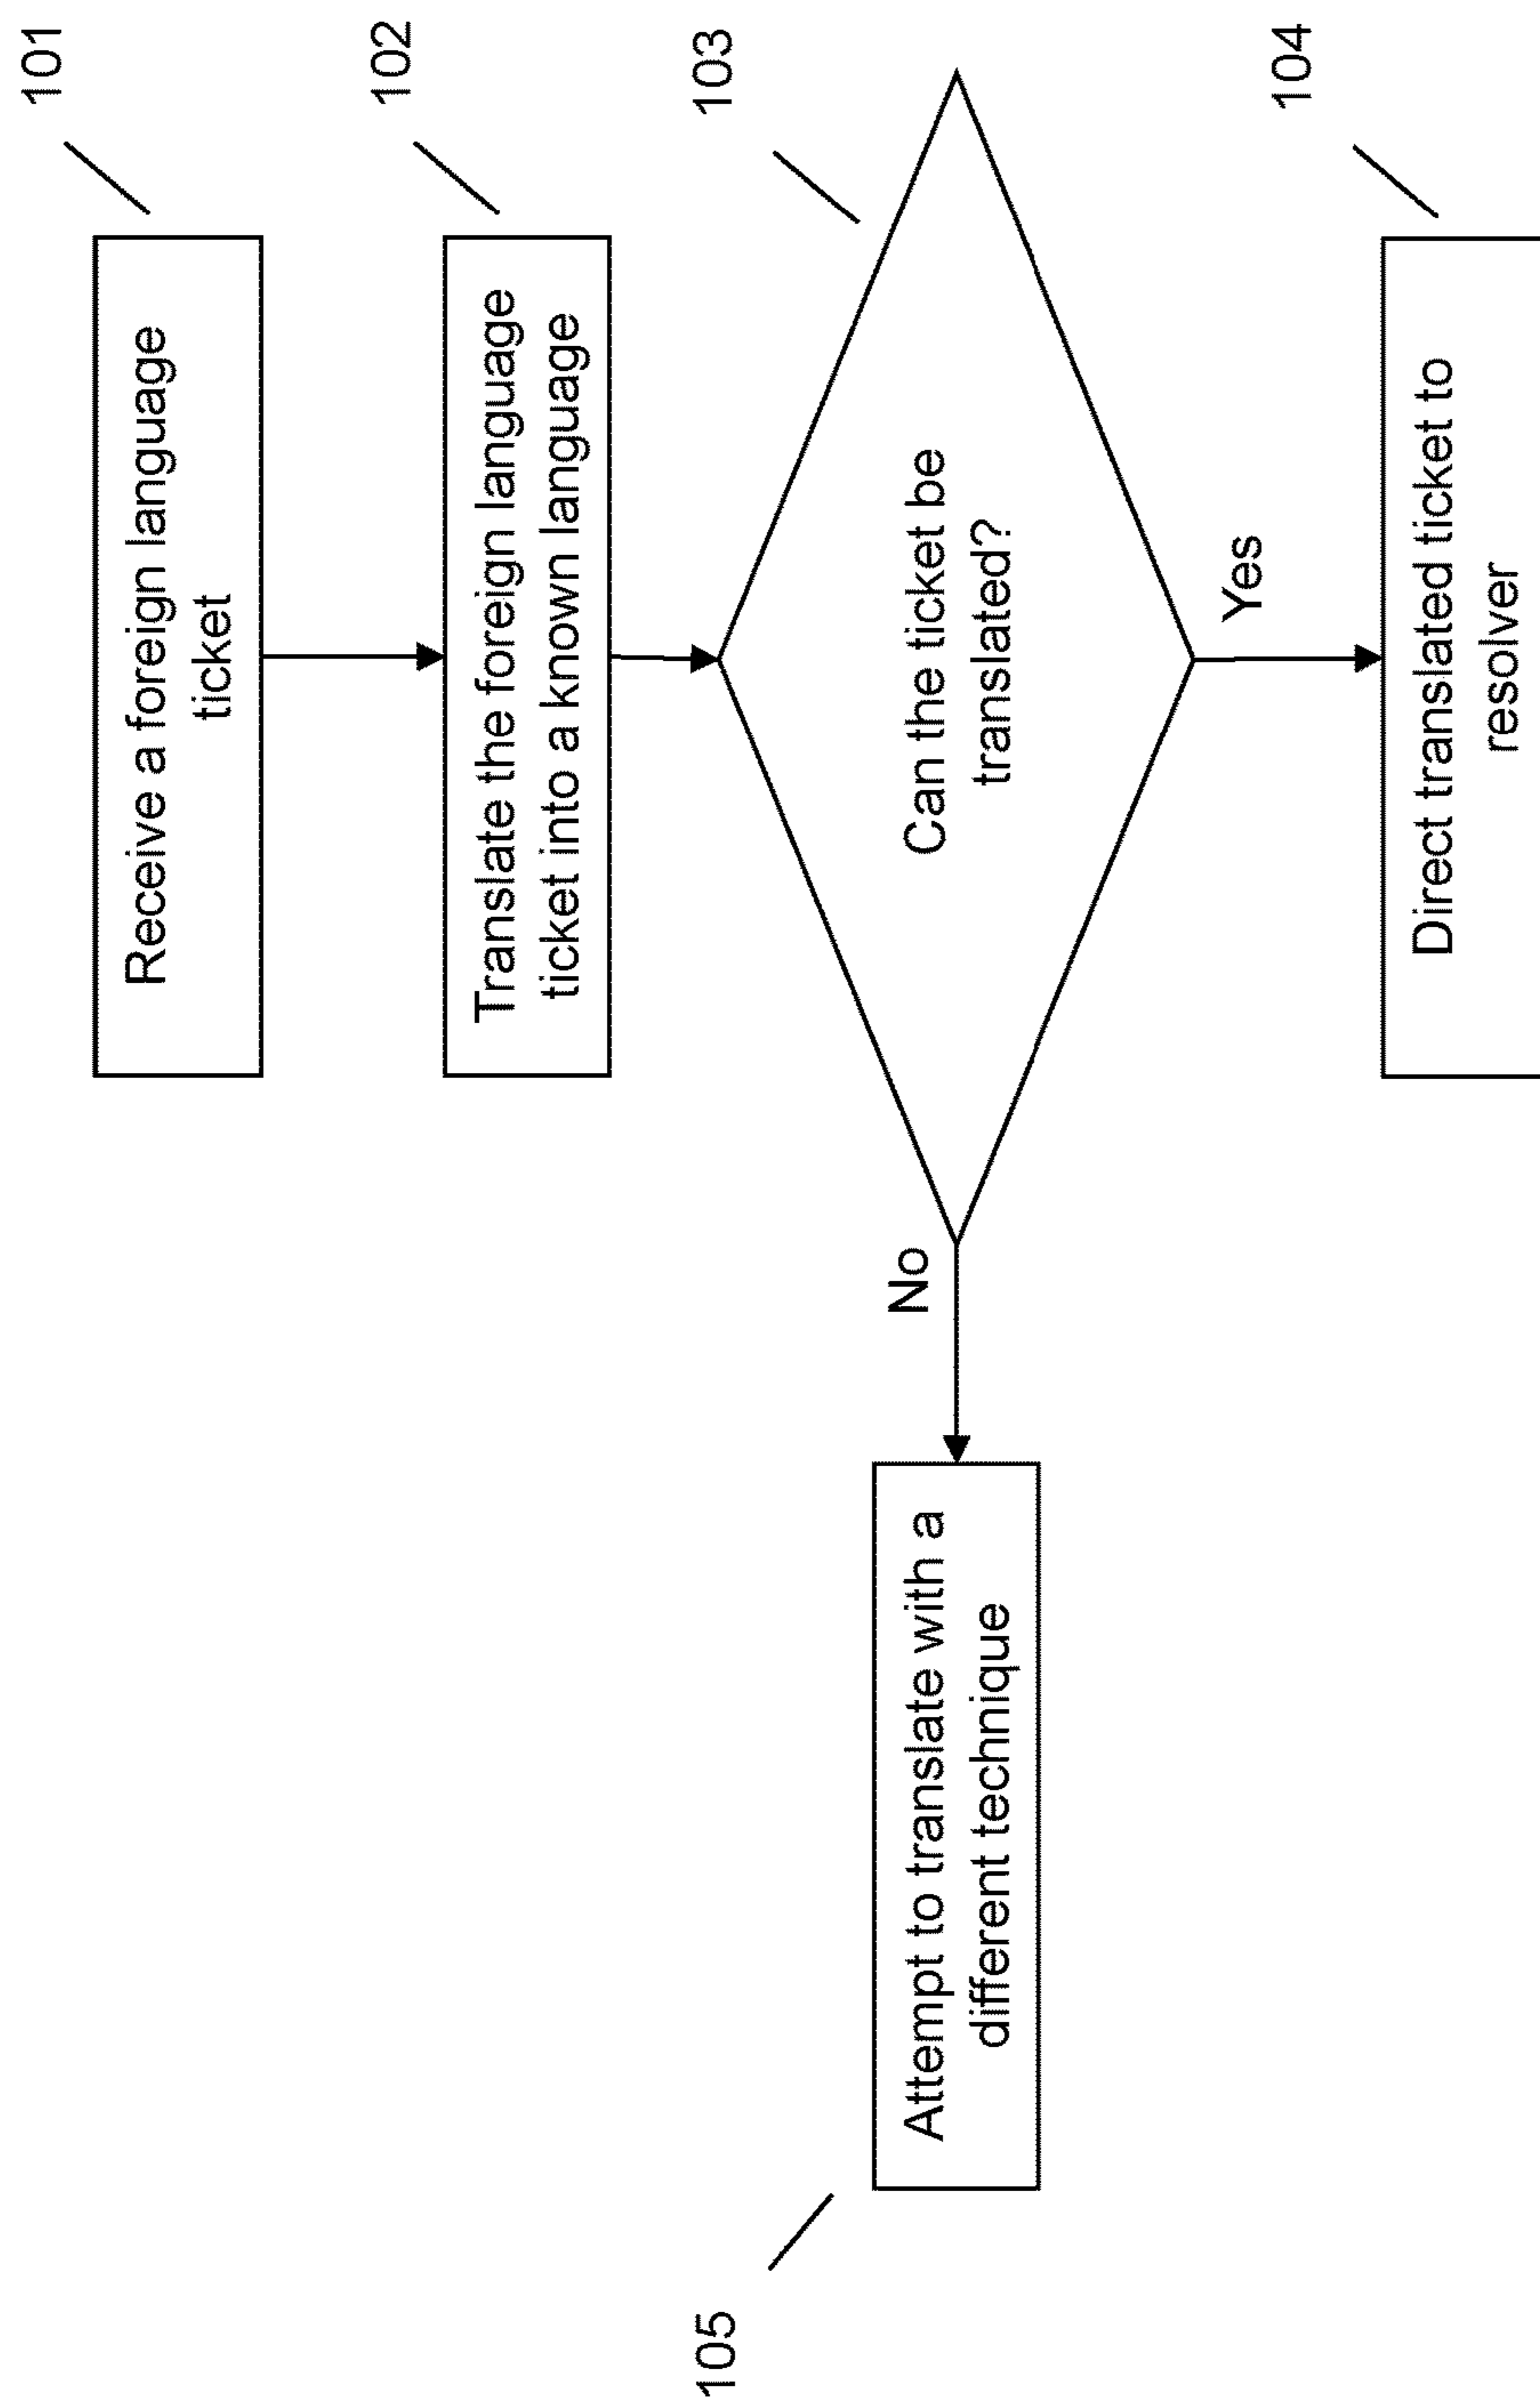 101
Receive a foreign language
ticket
102
Translate the foreign language
ticket into a known language
103
Can the ticket be
translated?
No
Yes
105
Attempt to translate with a
different technique
104
Direct translated ticket to
resolver